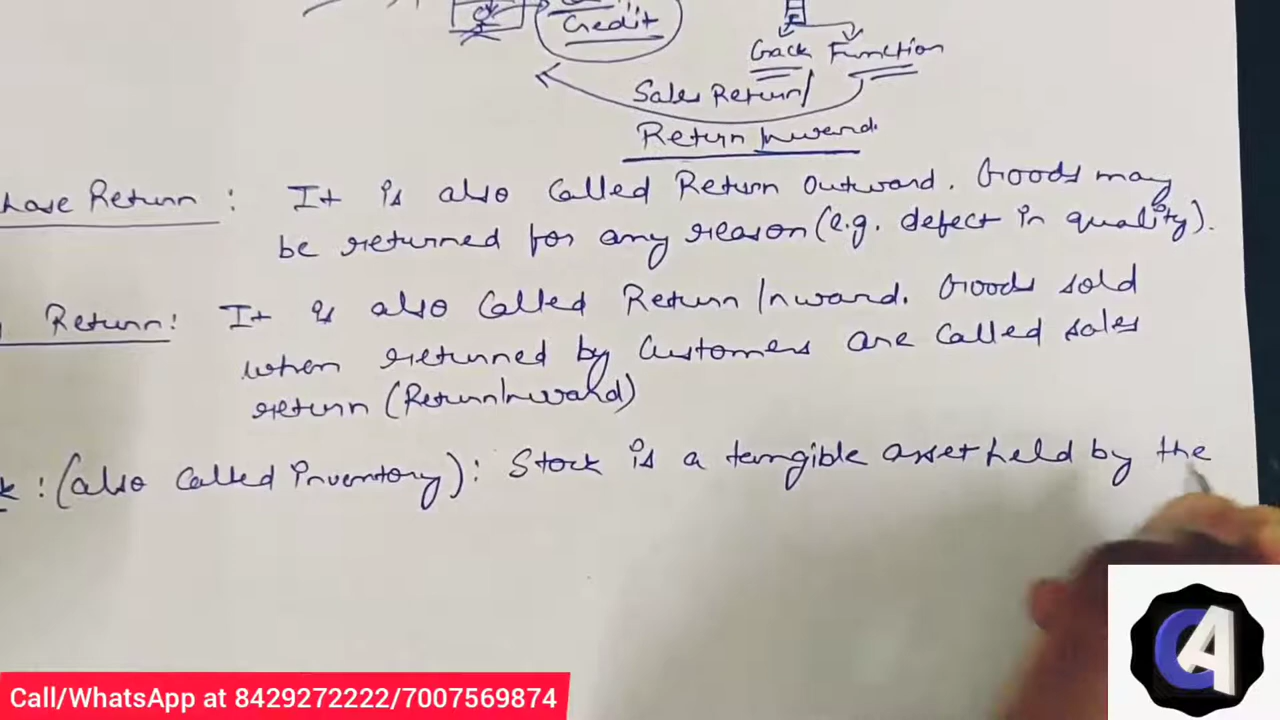 Credit
Crack Function
Sales Return/
Return Inward.
hase Return : It is also called Return Outward. Goods may
be returned for any reason (e.g. defect in quality).
Return : It is also called Return Inward. Goods sold
when returned by Customers are called sales
return (Return Inward)
k : (also called Inventory) : Stock is a tangible asset held by the
CA
Call/WhatsApp at 8429272222/7007569874